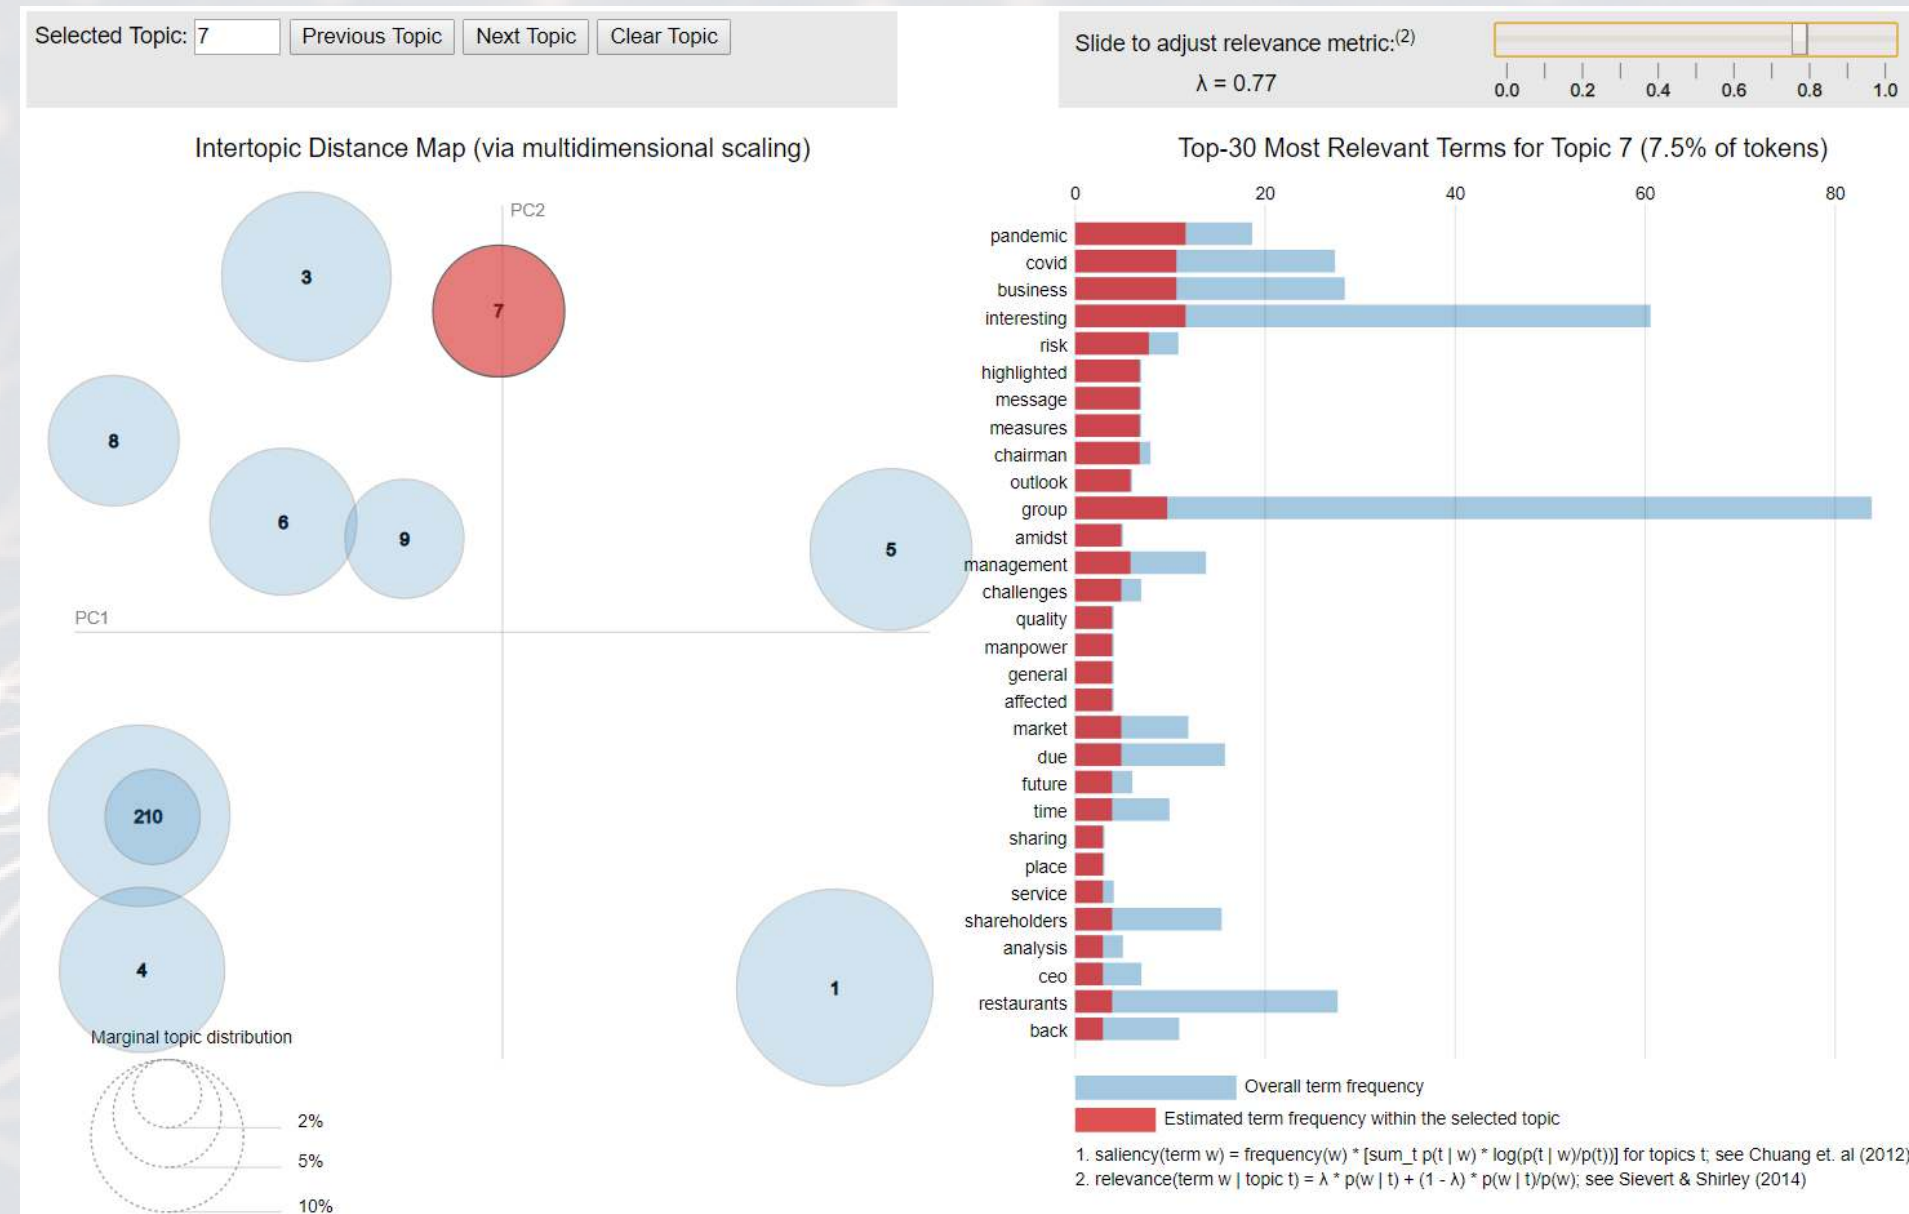 Selected Topic: 7 Previous Topic Next Topic Clear Topic
Slide to adjust relevance metric:(2)
λ = 0.77
0.0 0.2 0.4 0.6 0.8 1.0
Intertopic Distance Map (via multidimensional scaling)
PC2
3
7
8
6
9
5
PC1
210
4
1
Marginal topic distribution
2%
5%
10%
Top-30 Most Relevant Terms for Topic 7 (7.5% of tokens)
0 20 40 60 80
pandemic
covid
business
interesting
risk
highlighted
message
measures
chairman
outlook
group
amidst
management
challenges
quality
manpower
general
affected
market
due
future
time
sharing
place
service
shareholders
analysis
ceo
restaurants
back
Overall term frequency
Estimated term frequency within the selected topic
1. saliency(term w) = frequency(w) * [sum_t p(t | w) * log(p(t | w)/p(t))] for topics t; see Chuang et. al (2012)
2. relevance(term w | topic t) = λ * p(w | t) + (1 - λ) * p(w | t)/p(w); see Sievert & Shirley (2014)